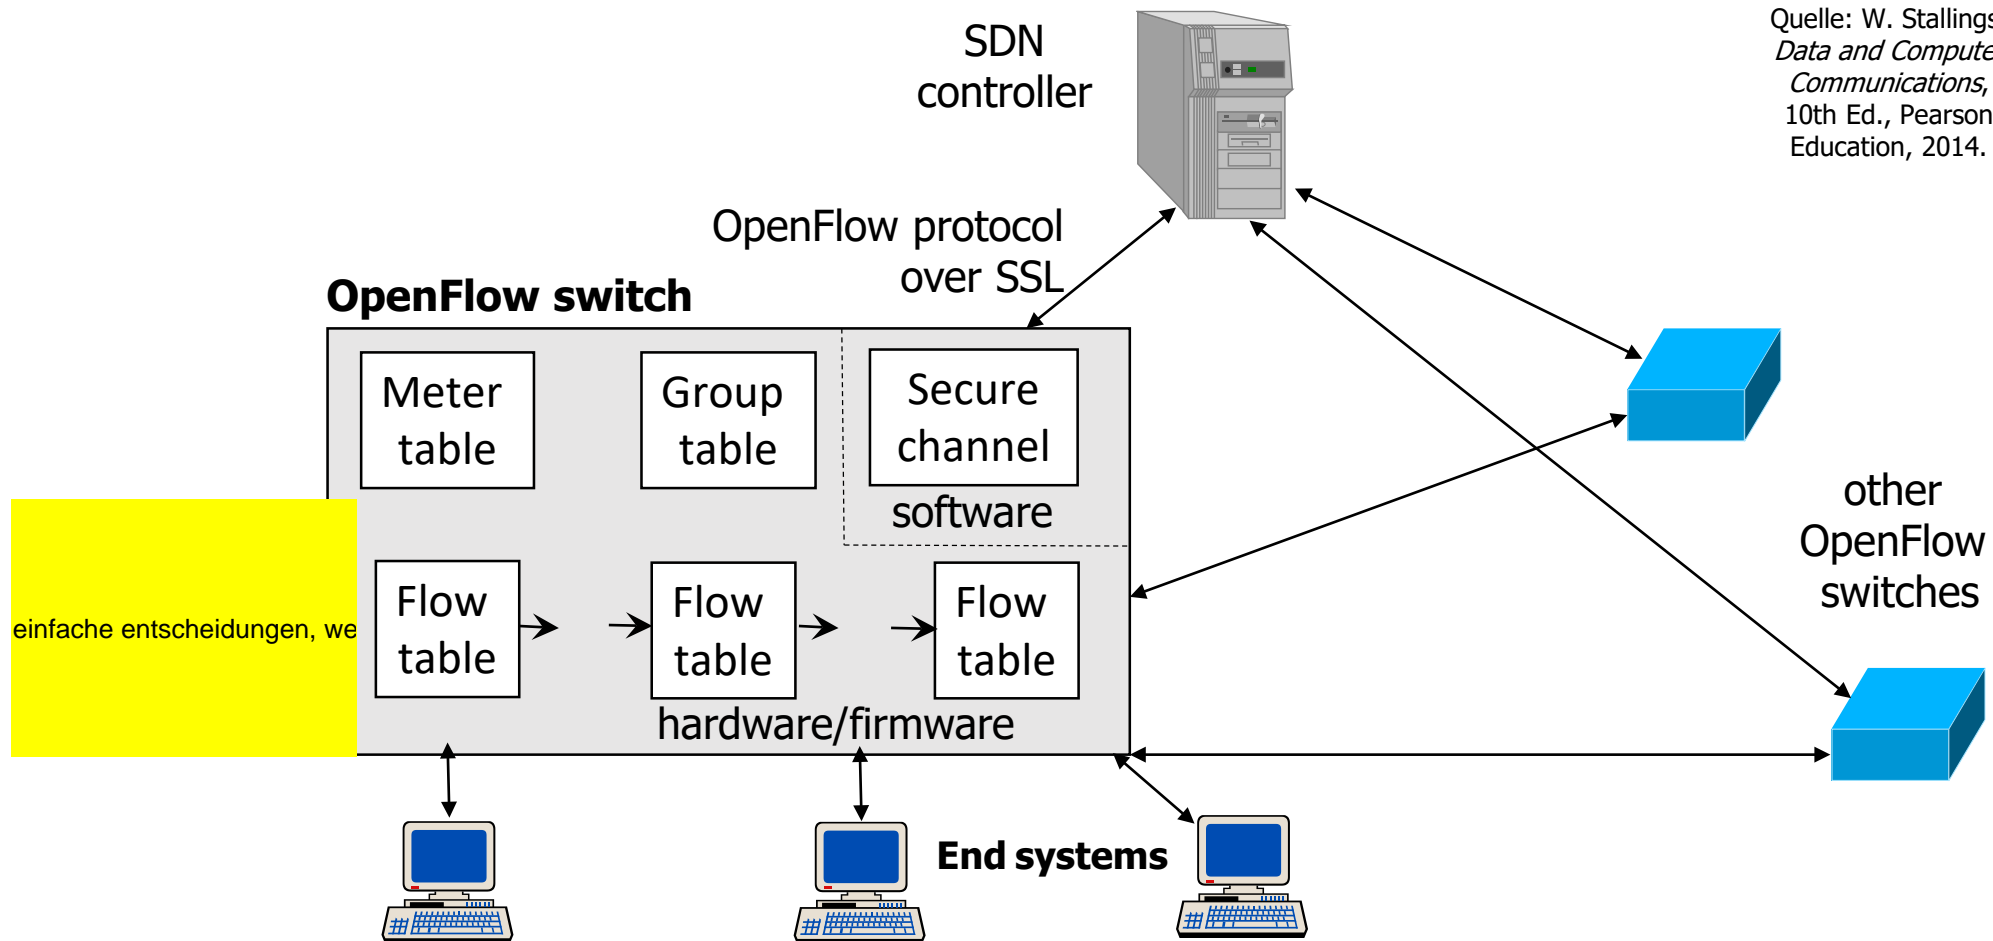 Quelle: W. Stallings
Data and Compute
Communications,
10th Ed., Pearson
Education, 2014.
SDN
controller
OpenFlow protocol
over SSL
OpenFlow switch
Meter
table
Group
table
Secure
channel
software
other
OpenFlow
switches
einfache entscheidungen, we
Flow
table
Flow
table
Flow
table
hardware/firmware
End systems